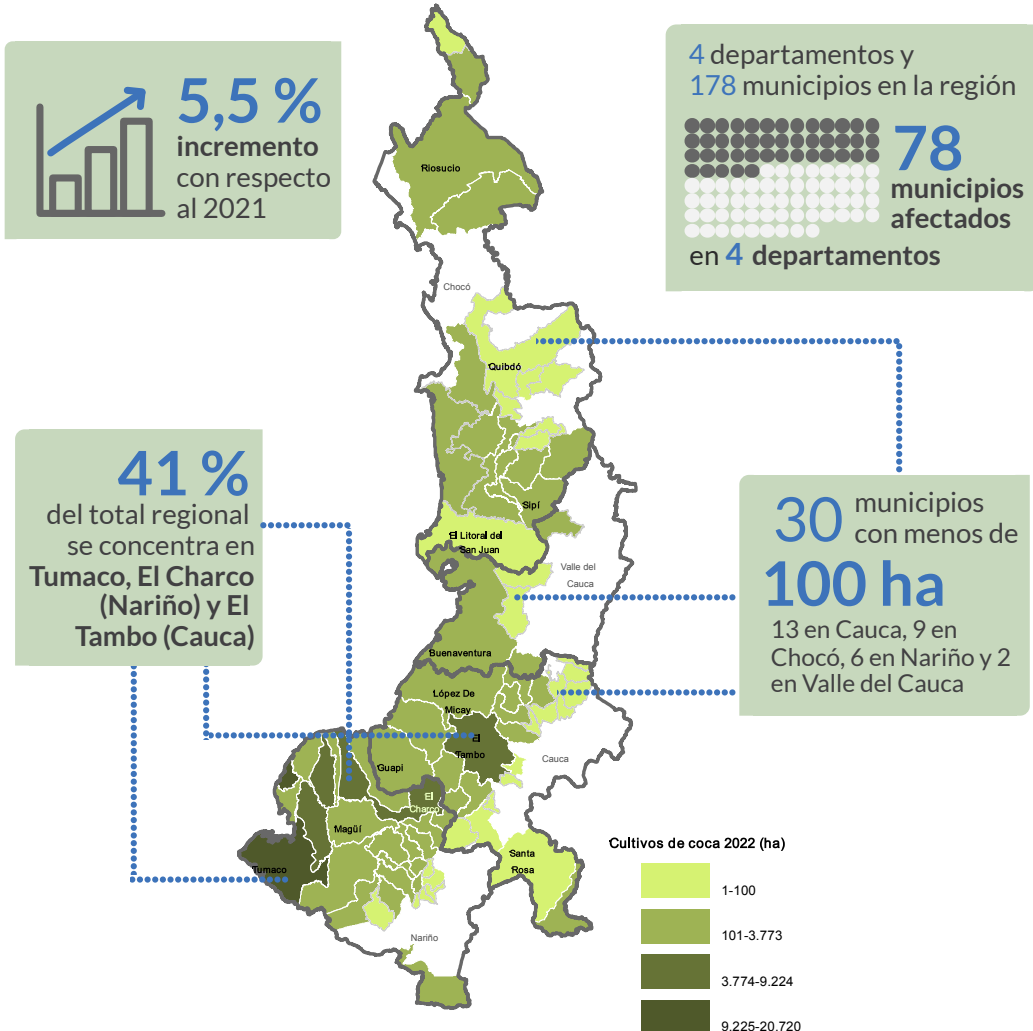 5,5 %
incremento
con respecto
al 2021
4 departamentos y
178 municipios en la región
78
municipios
afectados
en 4 departamentos
Riosucio
Chocó
Quibdó
41 %
del total regional
se concentra en
Tumaco, El Charco
(Nariño) y El
Tambo (Cauca)
Sipí
El Litoral del
San Juan
Valle del
Cauca
30 municipios
con menos de
100 ha
13 en Cauca, 9 en
Chocó, 6 en Nariño y 2
en Valle del Cauca
Buenaventura
López De
Micay
El
Tambo
Cauca
Guapi
El
Charco
Magüí
Tumaco
Santa
Rosa
Nariño
Cultivos de coca 2022 (ha)
1-100
101-3.773
3.774-9.224
9.225-20.720